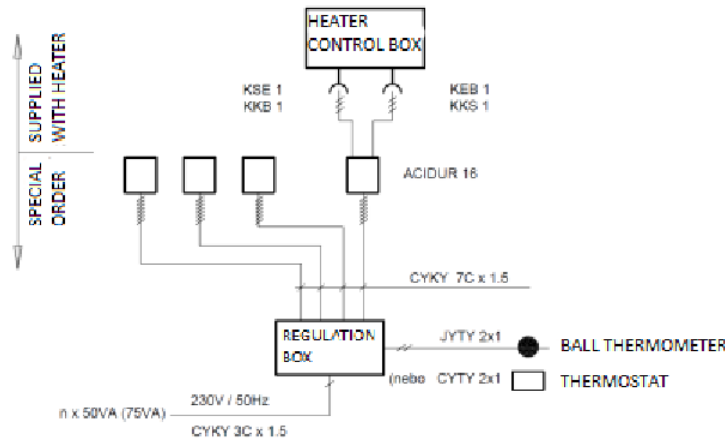 HEATER
CONTROL BOX
KSE 1
KKB 1
KEB 1
KKS 1
SUPPLIED
WITH HEATER
SPECIAL
ORDER
ACIDUR 16
CYKY 7C x 1.5
REGULATION
BOX
JYTY 2x1
BALL THERMOMETER
(nebo CYTY 2x1
THERMOSTAT
230V / 50Hz
n x 50VA (75VA)
CYKY 3C x 1.5